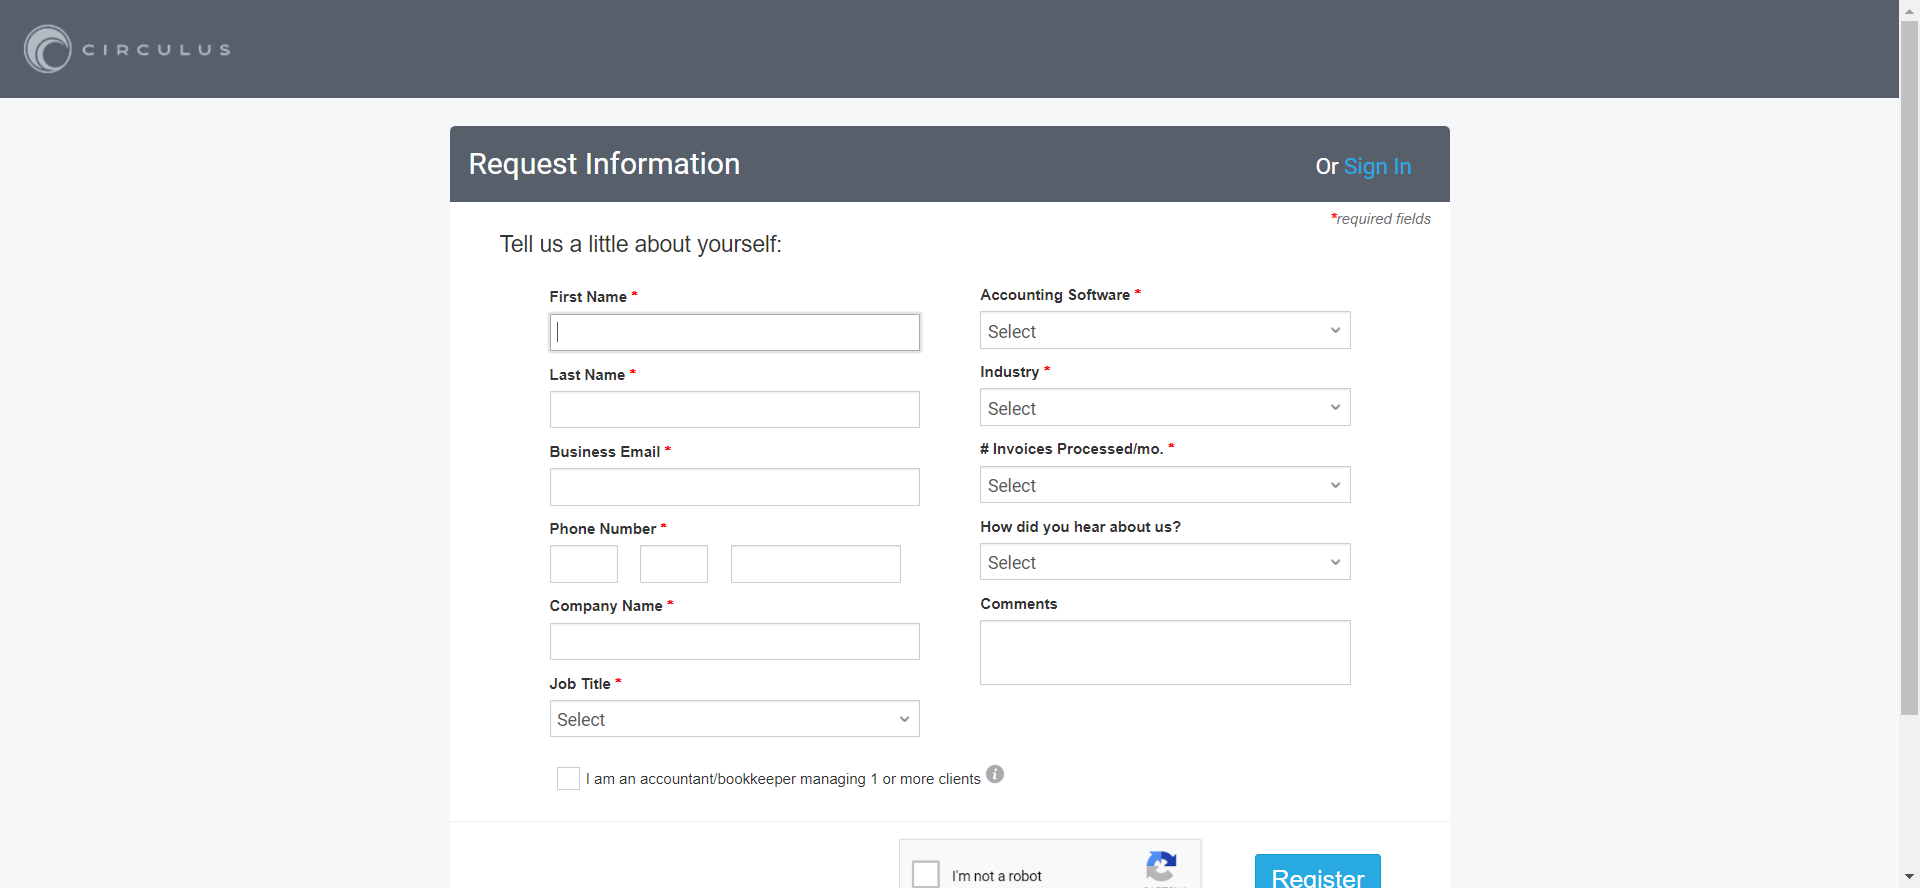 CIRCULUS
Request Information
Or Sign In
*required fields
Tell us a little about yourself:
First Name *
Last Name *
Business Email *
Phone Number *
Company Name *
Job Title *
Select
Accounting Software *
Select
Industry *
Select
# Invoices Processed/mo. *
Select
How did you hear about us?
Select
Comments
I am an accountant/bookkeeper managing 1 or more clients
I'm not a robot
Register